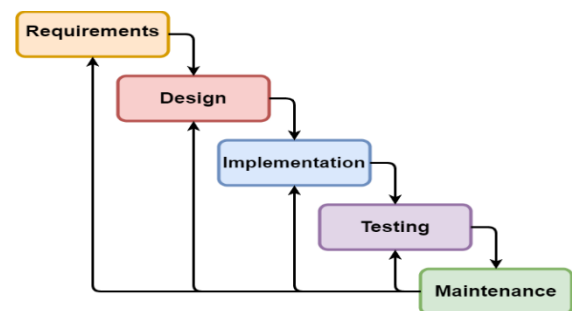 Requirements
Design
Implementation
Testing
Maintenance